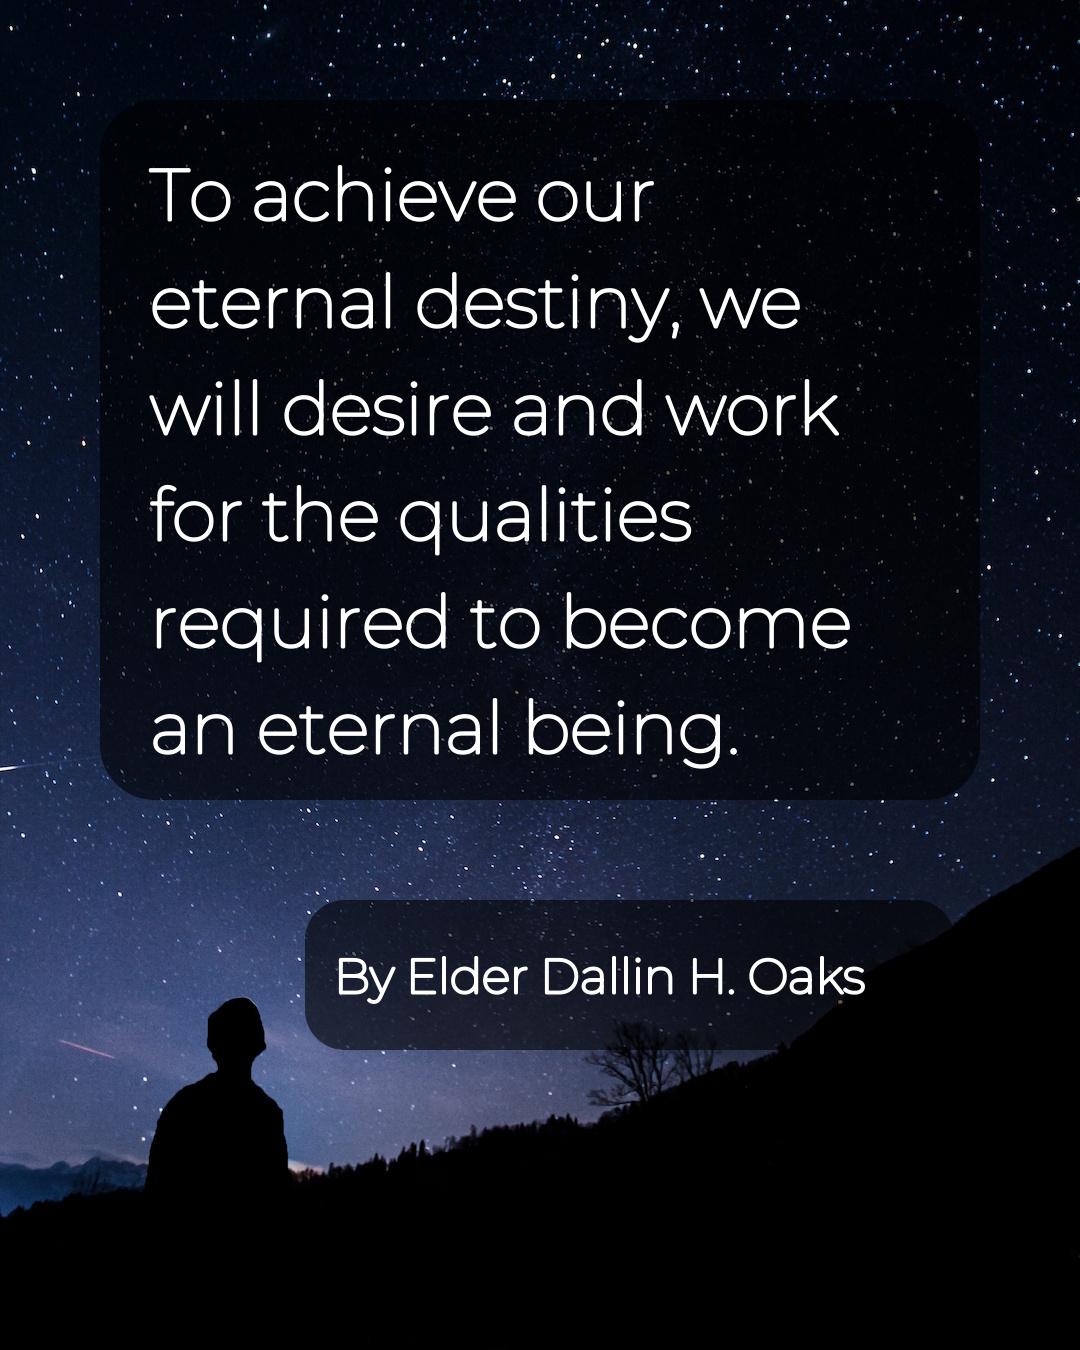 To achieve our
eternal destiny, we
will desire and work
for the qualities
required to become
an eternal being.
By Elder Dallin H. Oaks